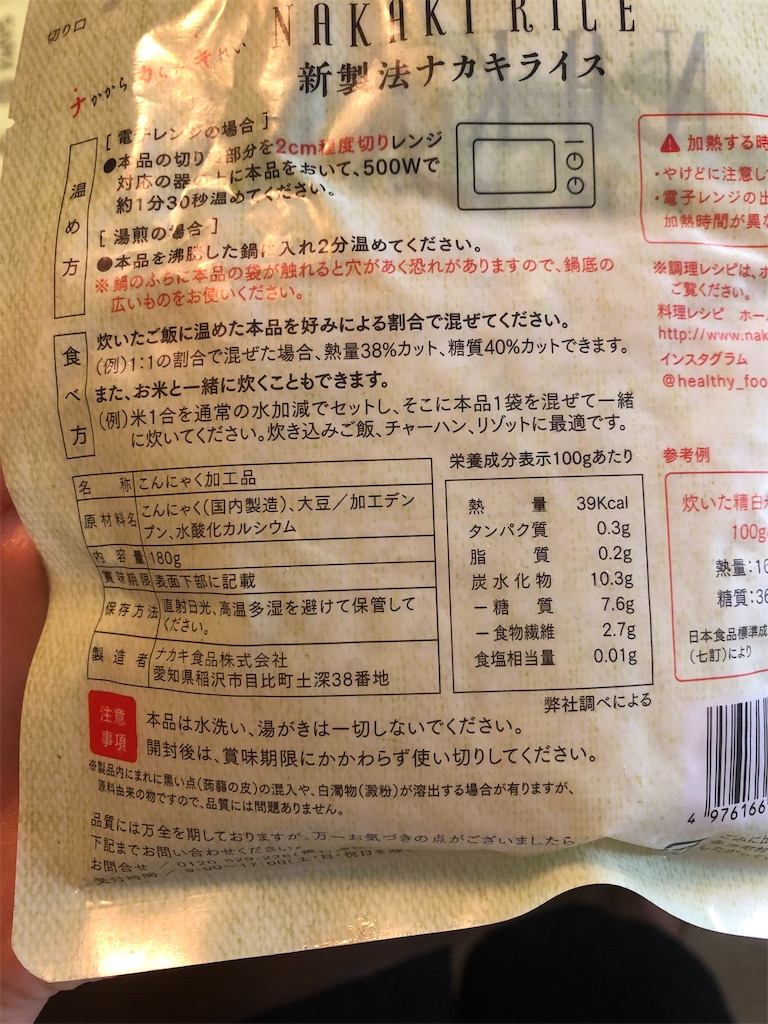 切り口
NAKAKI RICE
ナかから カら キれい
新製法ナカキライス
温め方
[ 電子レンジの場合 ]
●本品の切り口部分を2cm程度切りレンジ
対応の器の上に本品をおいて、500Wで
約1分30秒温めてください。
[ 湯煎の場合 ]
●本品を沸騰した鍋に入れ2分温めてください。
※鍋のふちに本品の袋が触れると穴があく恐れがありますので、鍋底の
広いものをお使いください。
食べ方
炊いたご飯に温めた本品を好みによる割合で混ぜてください。
(例)1:1の割合で混ぜた場合、熱量38%カット、糖質40%カットできます。
また、お米と一緒に炊くこともできます。
(例)米1合を通常の水加減でセットし、そこに本品1袋を混ぜて一緒
に炊いてください。炊き込みご飯、チャーハン、リゾットに最適です。
加熱する時
・やけどに注意し
・電子レンジの出
加熱時間が異な
※調理レシピは、ホ
ご覧ください。
料理レシピ ホー
http://www.nak
インスタグラム
@healthy_foo
名称 こんにゃく加工品
原材料名 こんにゃく(国内製造)、大豆/加工デン
プン、水酸化カルシウム
内容量 180g
賞味期限 表面下部に記載
保存方法 直射日光、高温多湿を避けて保管して
ください。
製造者 ナカキ食品株式会社
愛知県稲沢市目比町土深38番地
栄養成分表示100gあたり
熱量 39Kcal
タンパク質 0.3g
脂質 0.2g
炭水化物 10.3g
－糖質 7.6g
－食物繊維 2.7g
食塩相当量 0.01g
弊社調べによる
参考例
炊いた精白
100g
熱量:16
糖質:36
日本食品標準成
(七訂)により
注意事項
本品は水洗い、湯がきは一切しないでください。
開封後は、賞味期限にかかわらず使い切りしてください。
※製品内にまれに黒い点(蒟蒻の皮)の混入や、白濁物(澱粉)が溶出する場合が有りますが、
原料由来の物ですので、品質には問題ありません。
品質には万全を期しておりますが、万一お気づきの点がございましたら
下記までお問い合わせください。
お問合せ
受付時間 / 9:00～17:00(土・日・祝日を除
4 976166